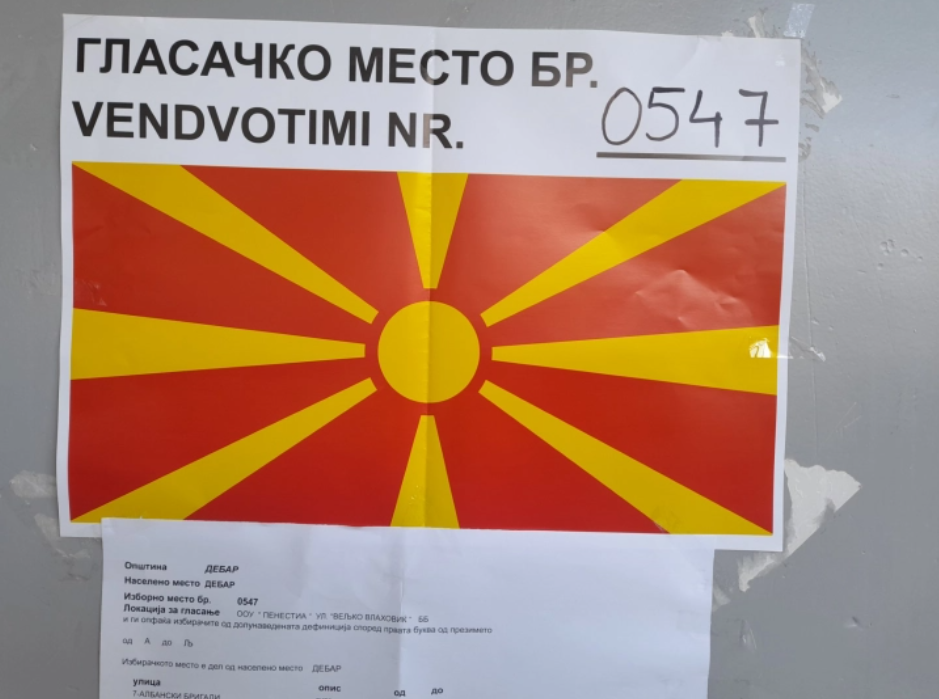 ГЛАСАЧКО МЕСТО БР.
VENDVOTIMI NR. 0547
Општина ДЕБАР
Населено место ДЕБАР
Изборно место бр. 0547
Локација за гласање ООУ " ПЕНЕСТИА " УЛ. "ВЕЉКО ВЛАХОВИК" ББ
и ги опфаќа избирачите од долунаведената дефиниција според првата буква од презимето
од А до Љ
Избирачкото место е дел од населено место ДЕБАР
улица опис од до
7-АЛБАНСКИ БРИГАДИ